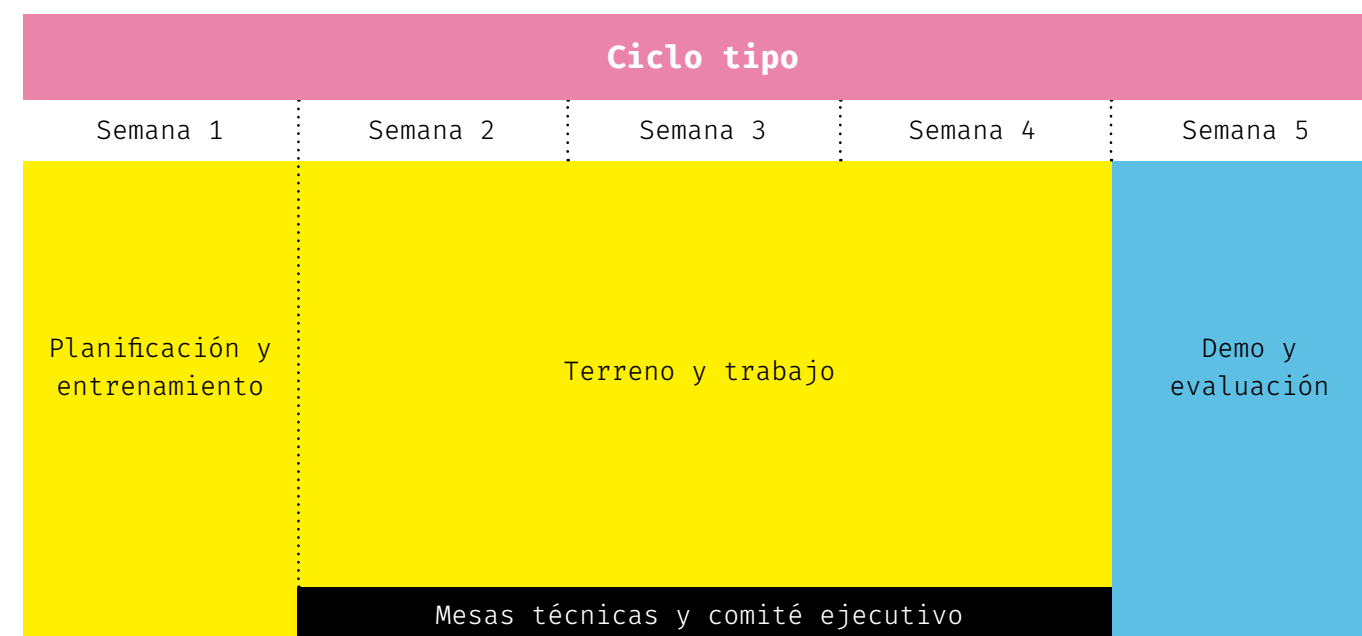 Ciclo tipo
Semana 1
Semana 2
Semana 3
Semana 4
Semana 5
Planificación y
entrenamiento
Terreno y trabajo
Demo y
evaluación
Mesas técnicas y comité ejecutivo